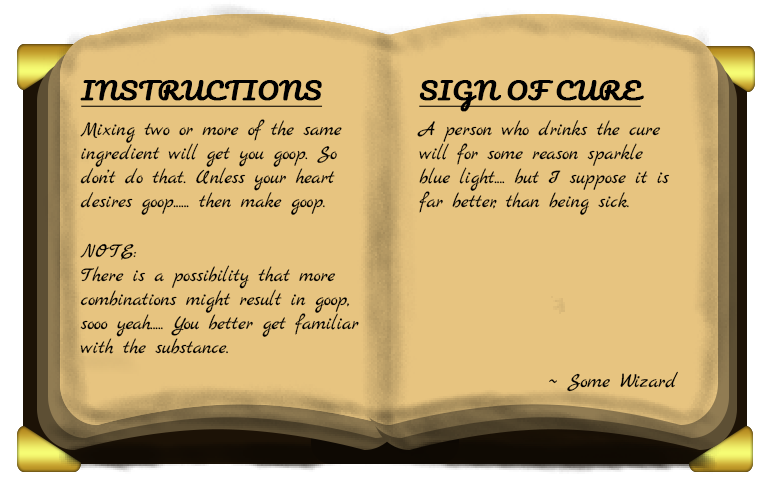 INSTRUCTIONS
Mixing two or more of the same
ingredient will get you goop. So
don't do that. Unless your heart
desires goop...... then make goop.
NOTE:
There is a possibility that more
combinations might result in goop,
sooo yeah..... You better get familiar
with the substance.
SIGN OF CURE
A person who drinks the cure
will for some reason sparkle
blue light.... but I suppose it is
far better, than being sick.
~ Some Wizard